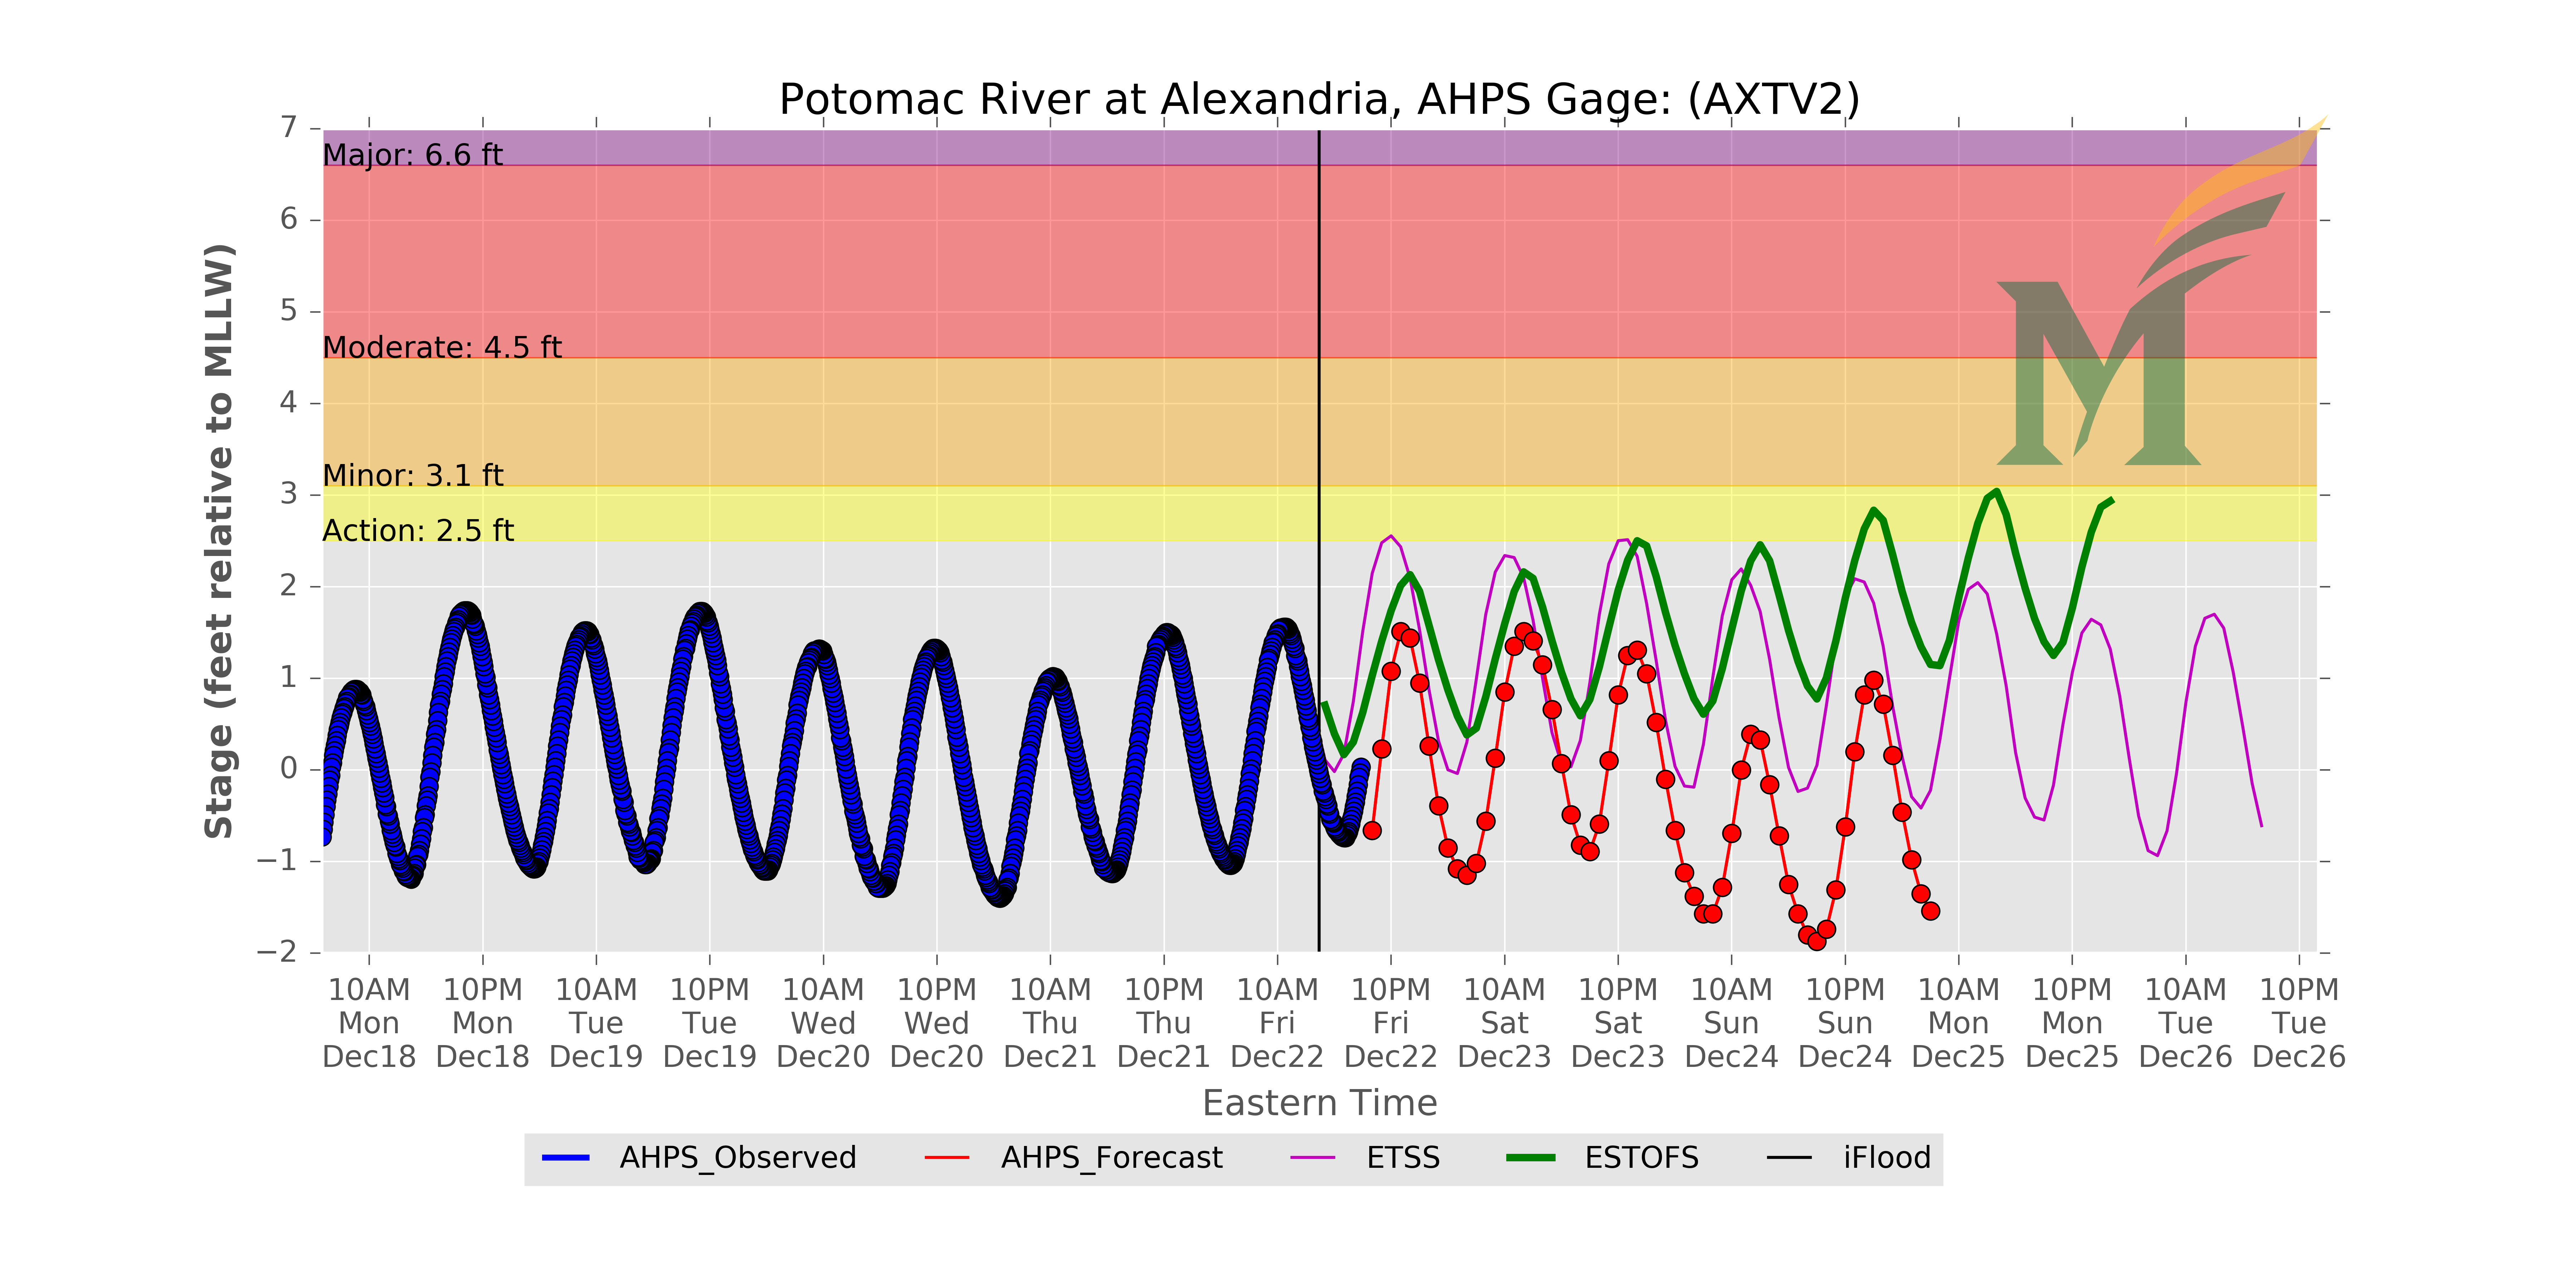 Potomac River at Alexandria, AHPS Gage: (AXTV2)
Stage (feet relative to MLLW)
7
6
5
4
3
2
1
0
−1
−2
Major: 6.6 ft
Moderate: 4.5 ft
Minor: 3.1 ft
Action: 2.5 ft
10AM 10PM 10AM 10PM 10AM 10PM 10AM 10PM 10AM 10PM 10AM 10PM 10AM 10PM 10AM 10PM 10AM 10PM
Mon Mon Tue Tue Wed Wed Thu Thu Fri Fri Sat Sat Sun Sun Mon Mon Tue Tue
Dec18 Dec18 Dec19 Dec19 Dec20 Dec20 Dec21 Dec21 Dec22 Dec22 Dec23 Dec23 Dec24 Dec24 Dec25 Dec25 Dec26 Dec26
Eastern Time
AHPS_Observed AHPS_Forecast ETSS ESTOFS iFlood